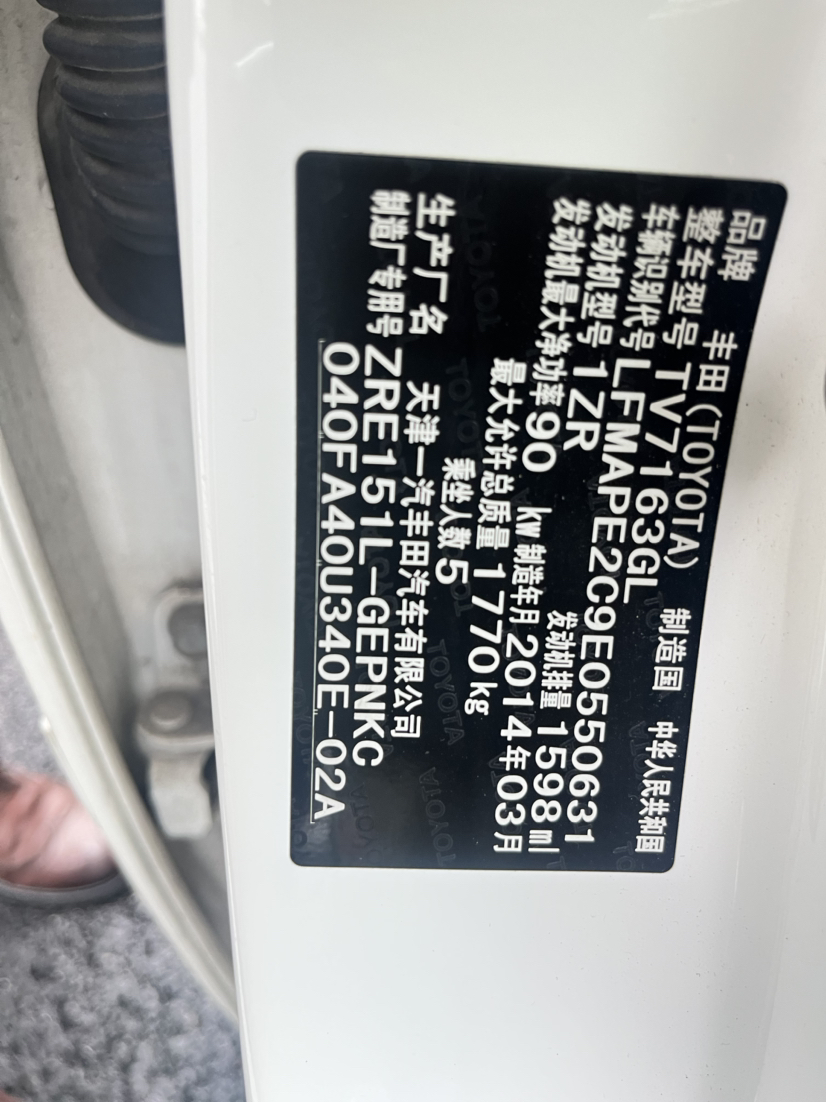 品牌 丰田(TOYOTA) 制造国 中华人民共和国
整车型号 TV7163GL
车辆识别代号 LFMAPE2C9E0550631
发动机型号 1ZR 发动机排量 1598 ml
发动机最大净功率 90 kW 制造年月 2014年03月
最大允许总质量 1770kg
乘坐人数 5
生产厂名 天津一汽丰田汽车有限公司
制造厂专用号 ZRE151L-GEPNKC
040FA40U340E-02A